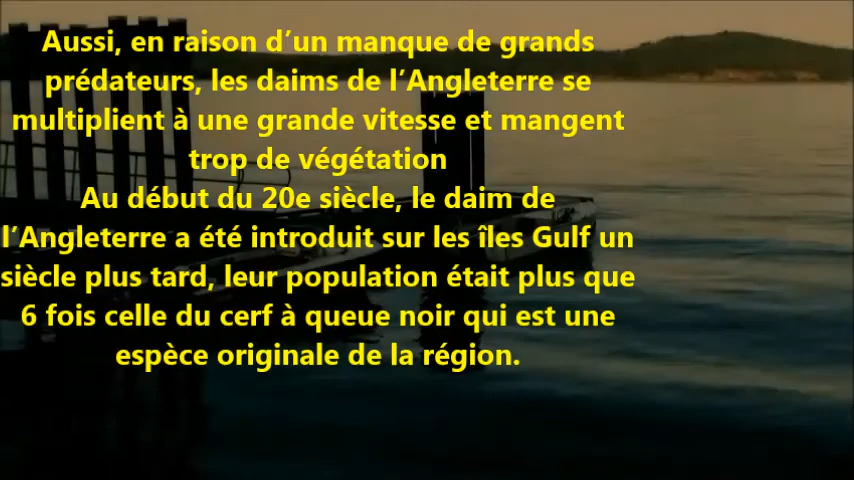 Aussi, en raison d’un manque de grands
prédateurs, les daims de l’Angleterre se
multiplient à une grande vitesse et mangent
trop de végétation
Au début du 20e siècle, le daim de
l’Angleterre a été introduit sur les îles Gulf un
siècle plus tard, leur population était plus que
6 fois celle du cerf à queue noir qui est une
espèce originale de la région.